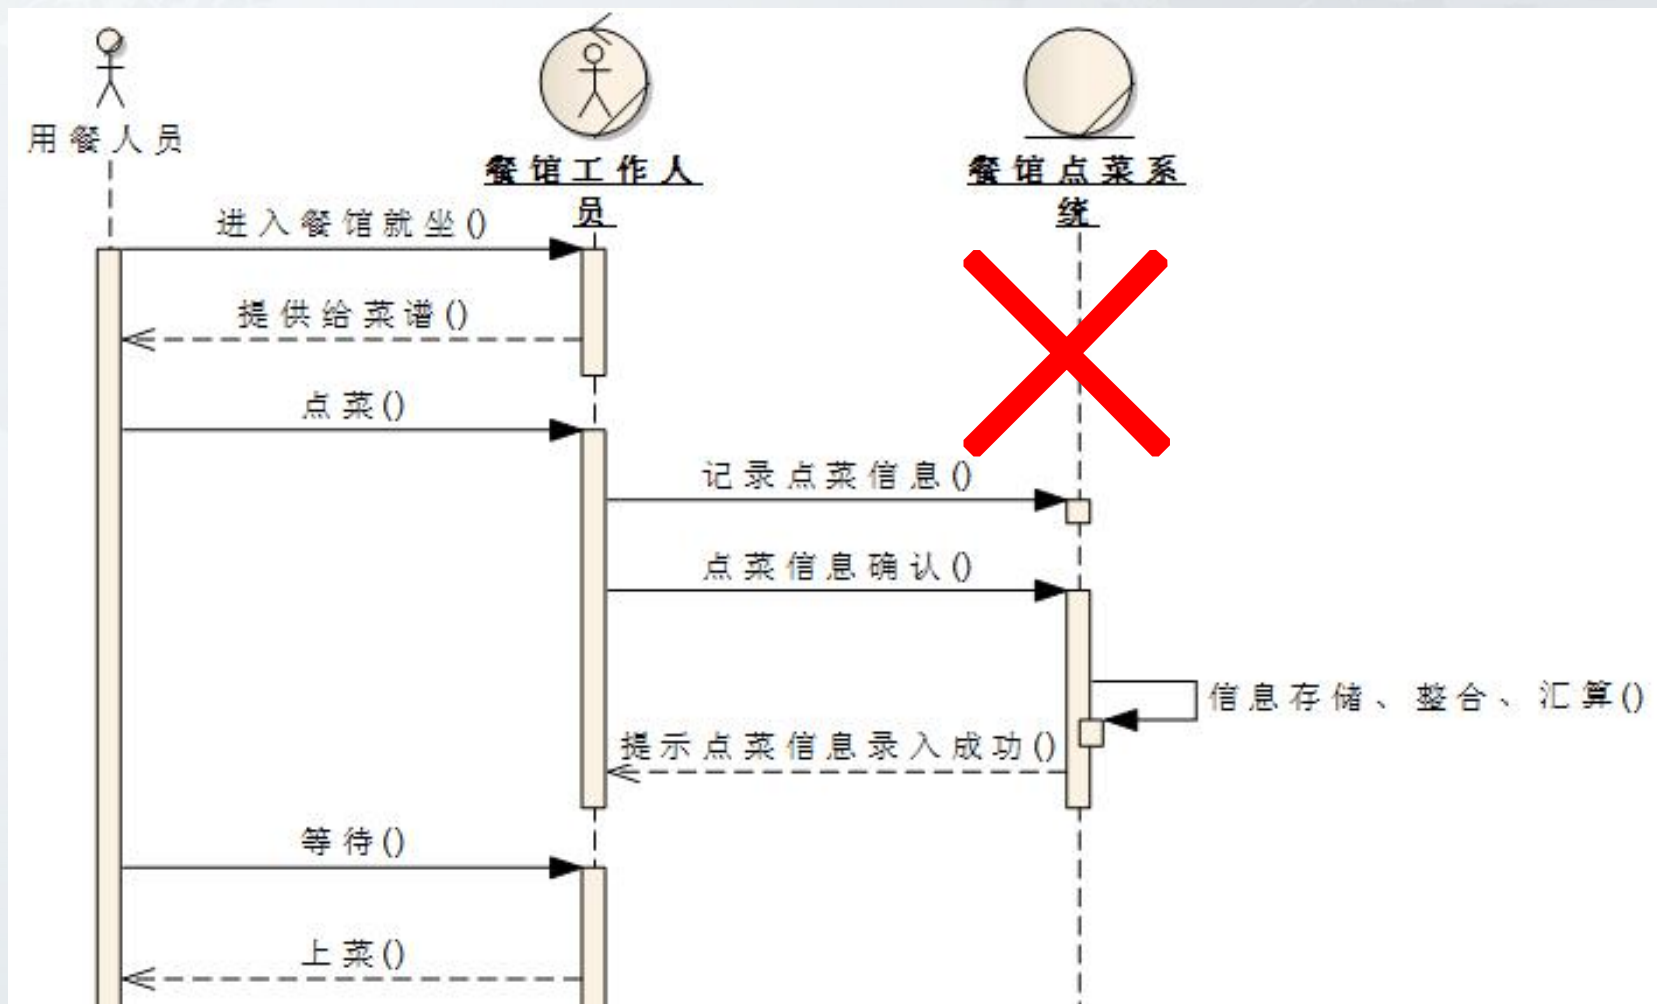 用餐人员
餐馆工作人
员
餐馆点菜系
统
进入餐馆就坐()
提供给菜谱()
点菜()
记录点菜信息()
点菜信息确认()
信息存储、整合、汇算()
提示点菜信息录入成功()
等待()
上菜()